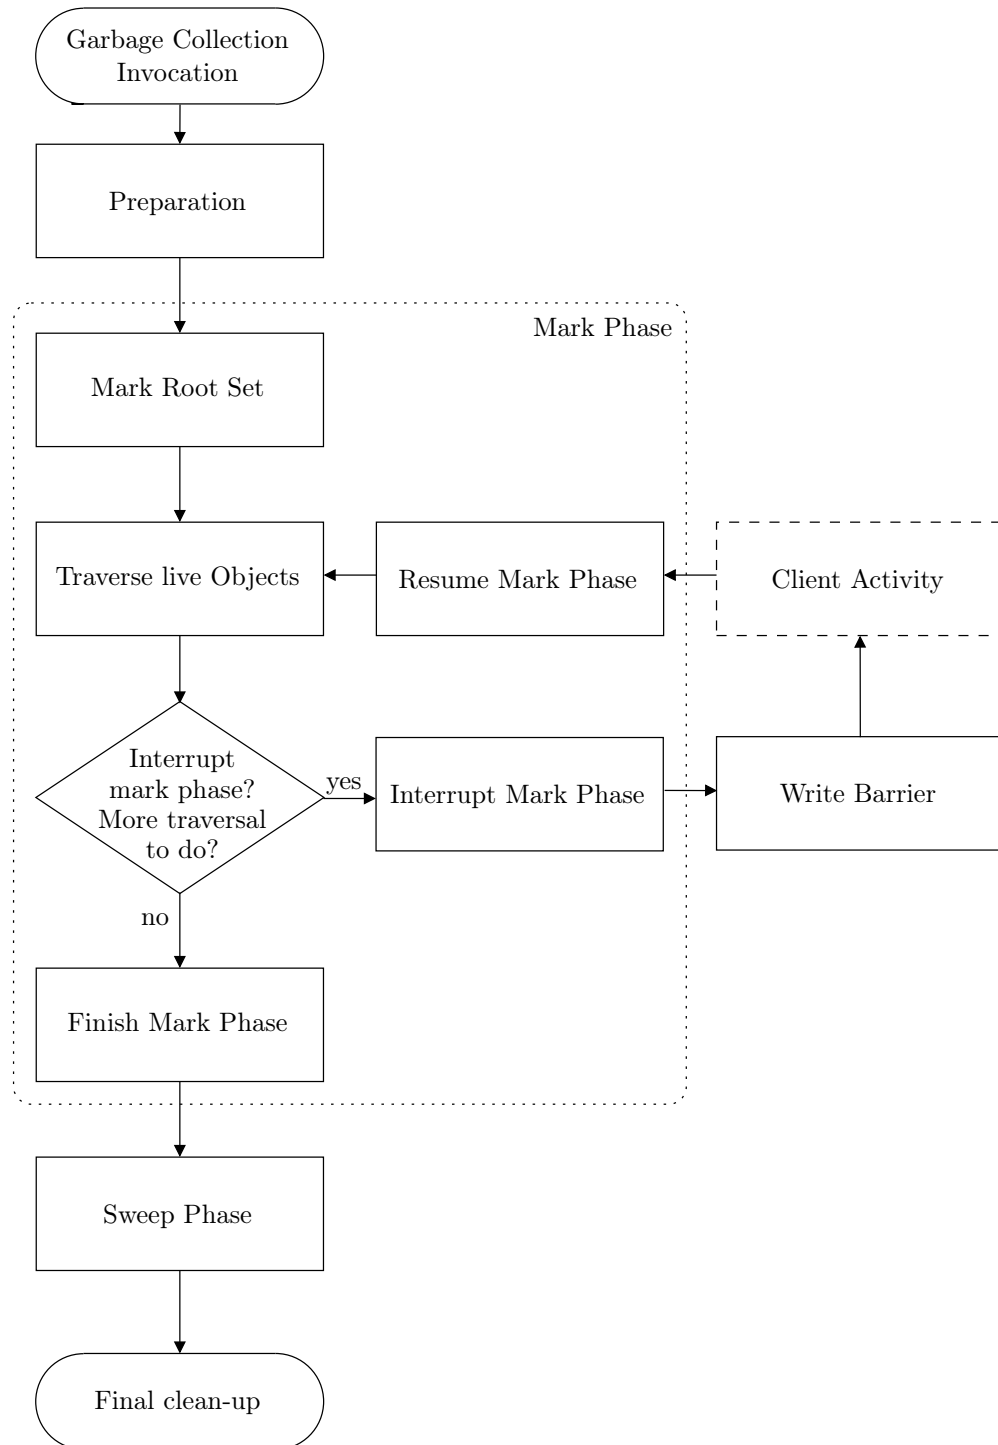 Garbage Collection
Invocation
Preparation
Mark Phase
Mark Root Set
Traverse live Objects
Resume Mark Phase
Client Activity
Interrupt
mark phase?
More traversal
to do?
yes
Interrupt Mark Phase
Write Barrier
no
Finish Mark Phase
Sweep Phase
Final clean-up